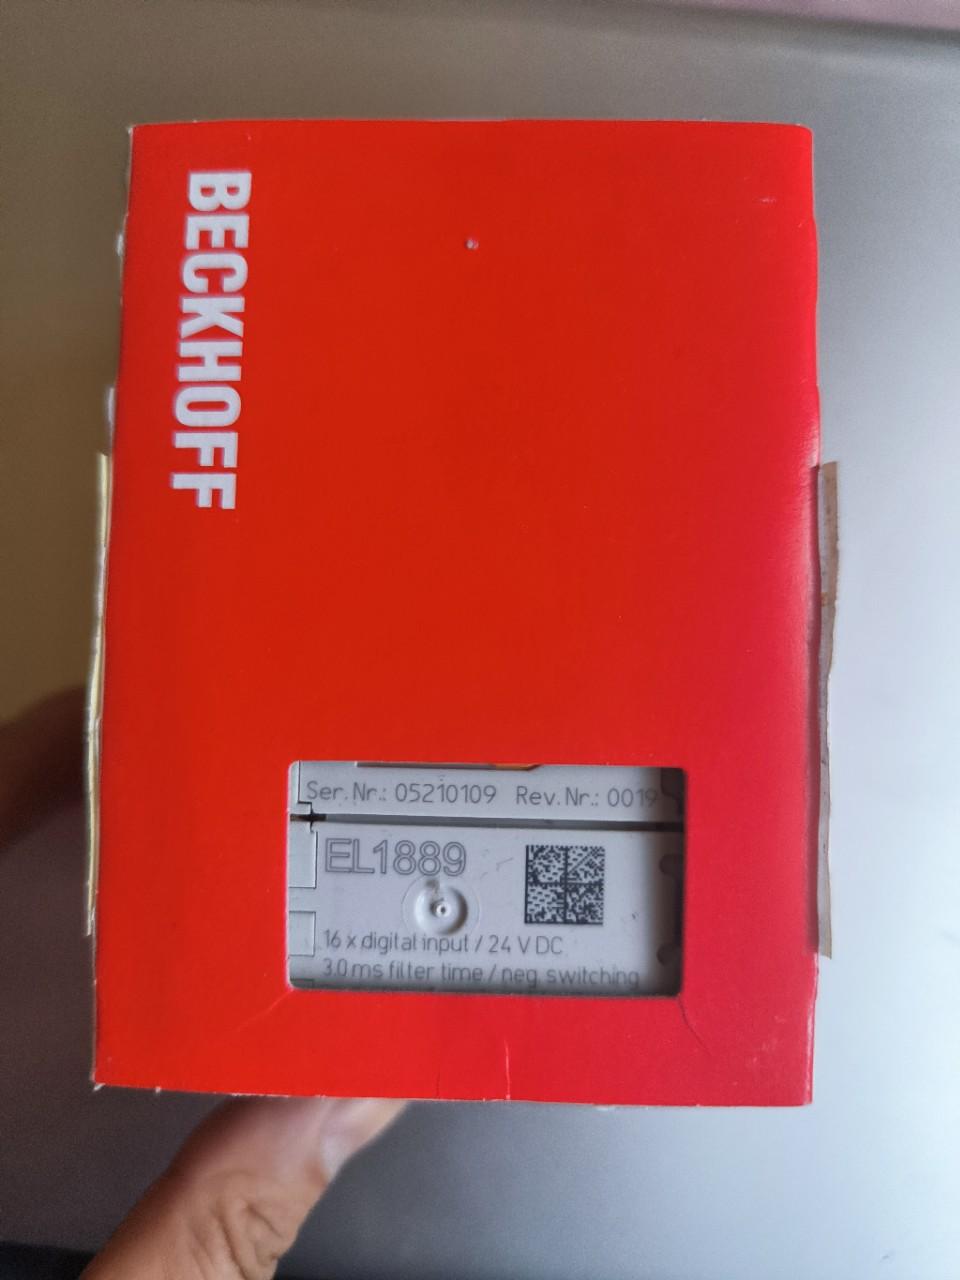 BECKHOFF
Ser.Nr.: 05210109 Rev.Nr.: 0019
EL1889
16 x digital input / 24 V DC
3.0 ms filter time / neg. switching